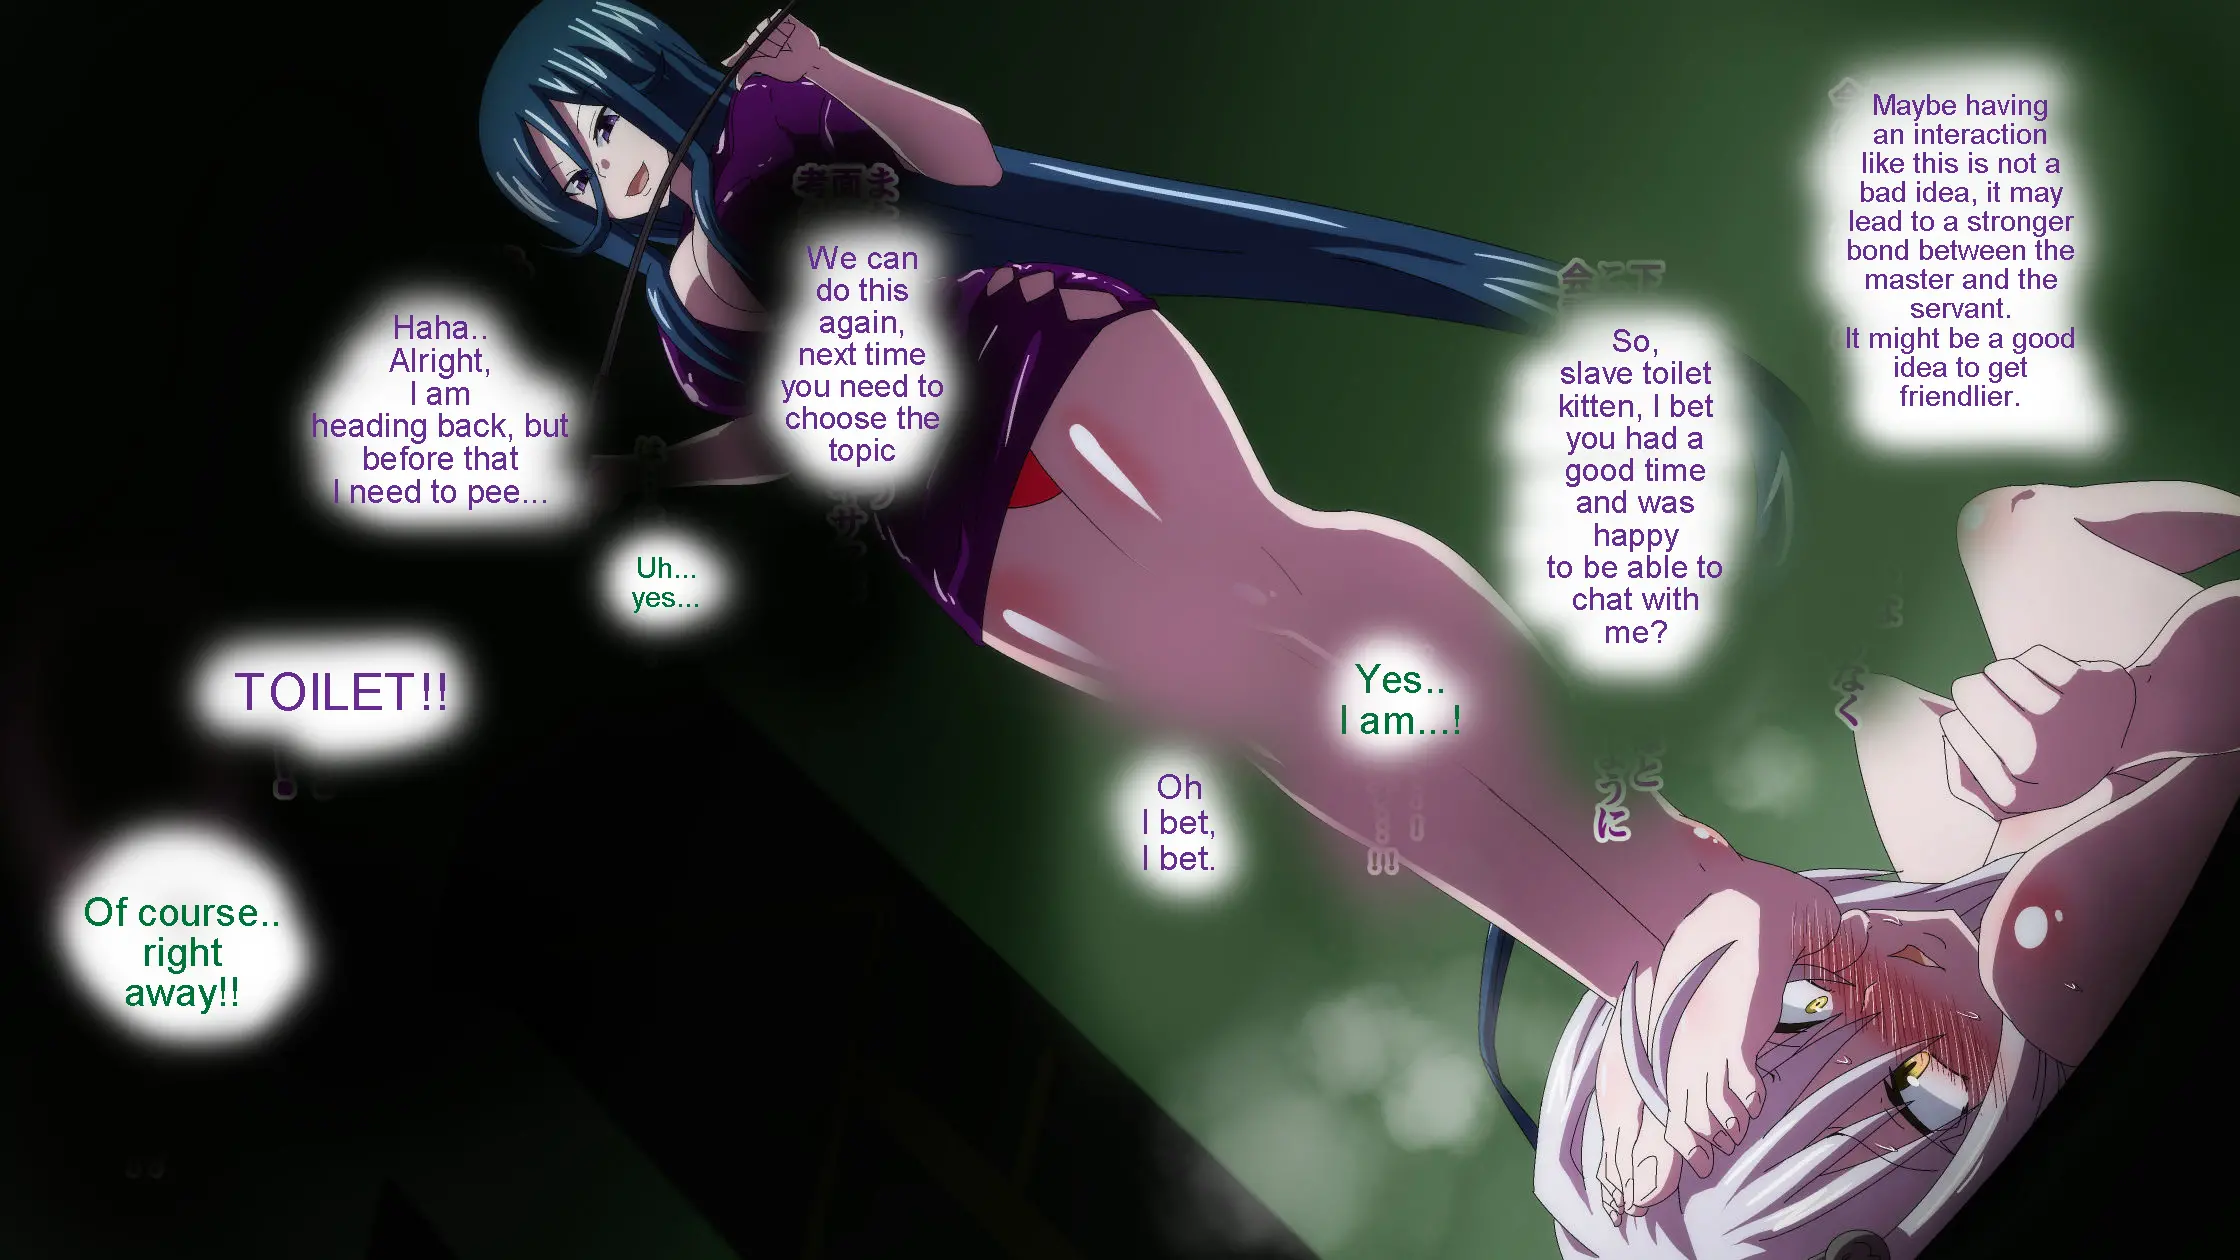 Maybe having
an interaction
like this is not a
bad idea, it may
lead to a stronger
bond between the
master and the
servant.
It might be a good
idea to get
friendlier.
So,
slave toilet
kitten, I bet
you had a
good time
and was
happy
to be able to
chat with
me?
Yes..
I am...!
Oh
I bet,
I bet.
We can
do this
again,
next time
you need to
choose the
topic
Uh...
yes...
Haha..
Alright,
I am
heading back, but
before that
I need to pee...
TOILET!!
Of course..
right
away!!